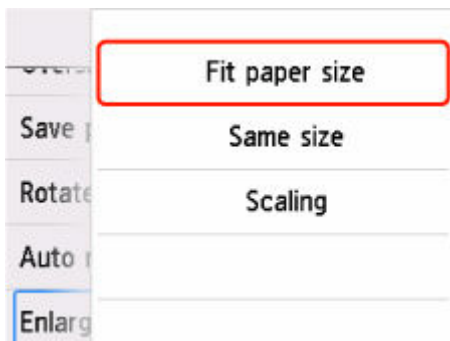 Fit paper size
Save
Same size
Rotate
Scaling
Auto
Enlarg